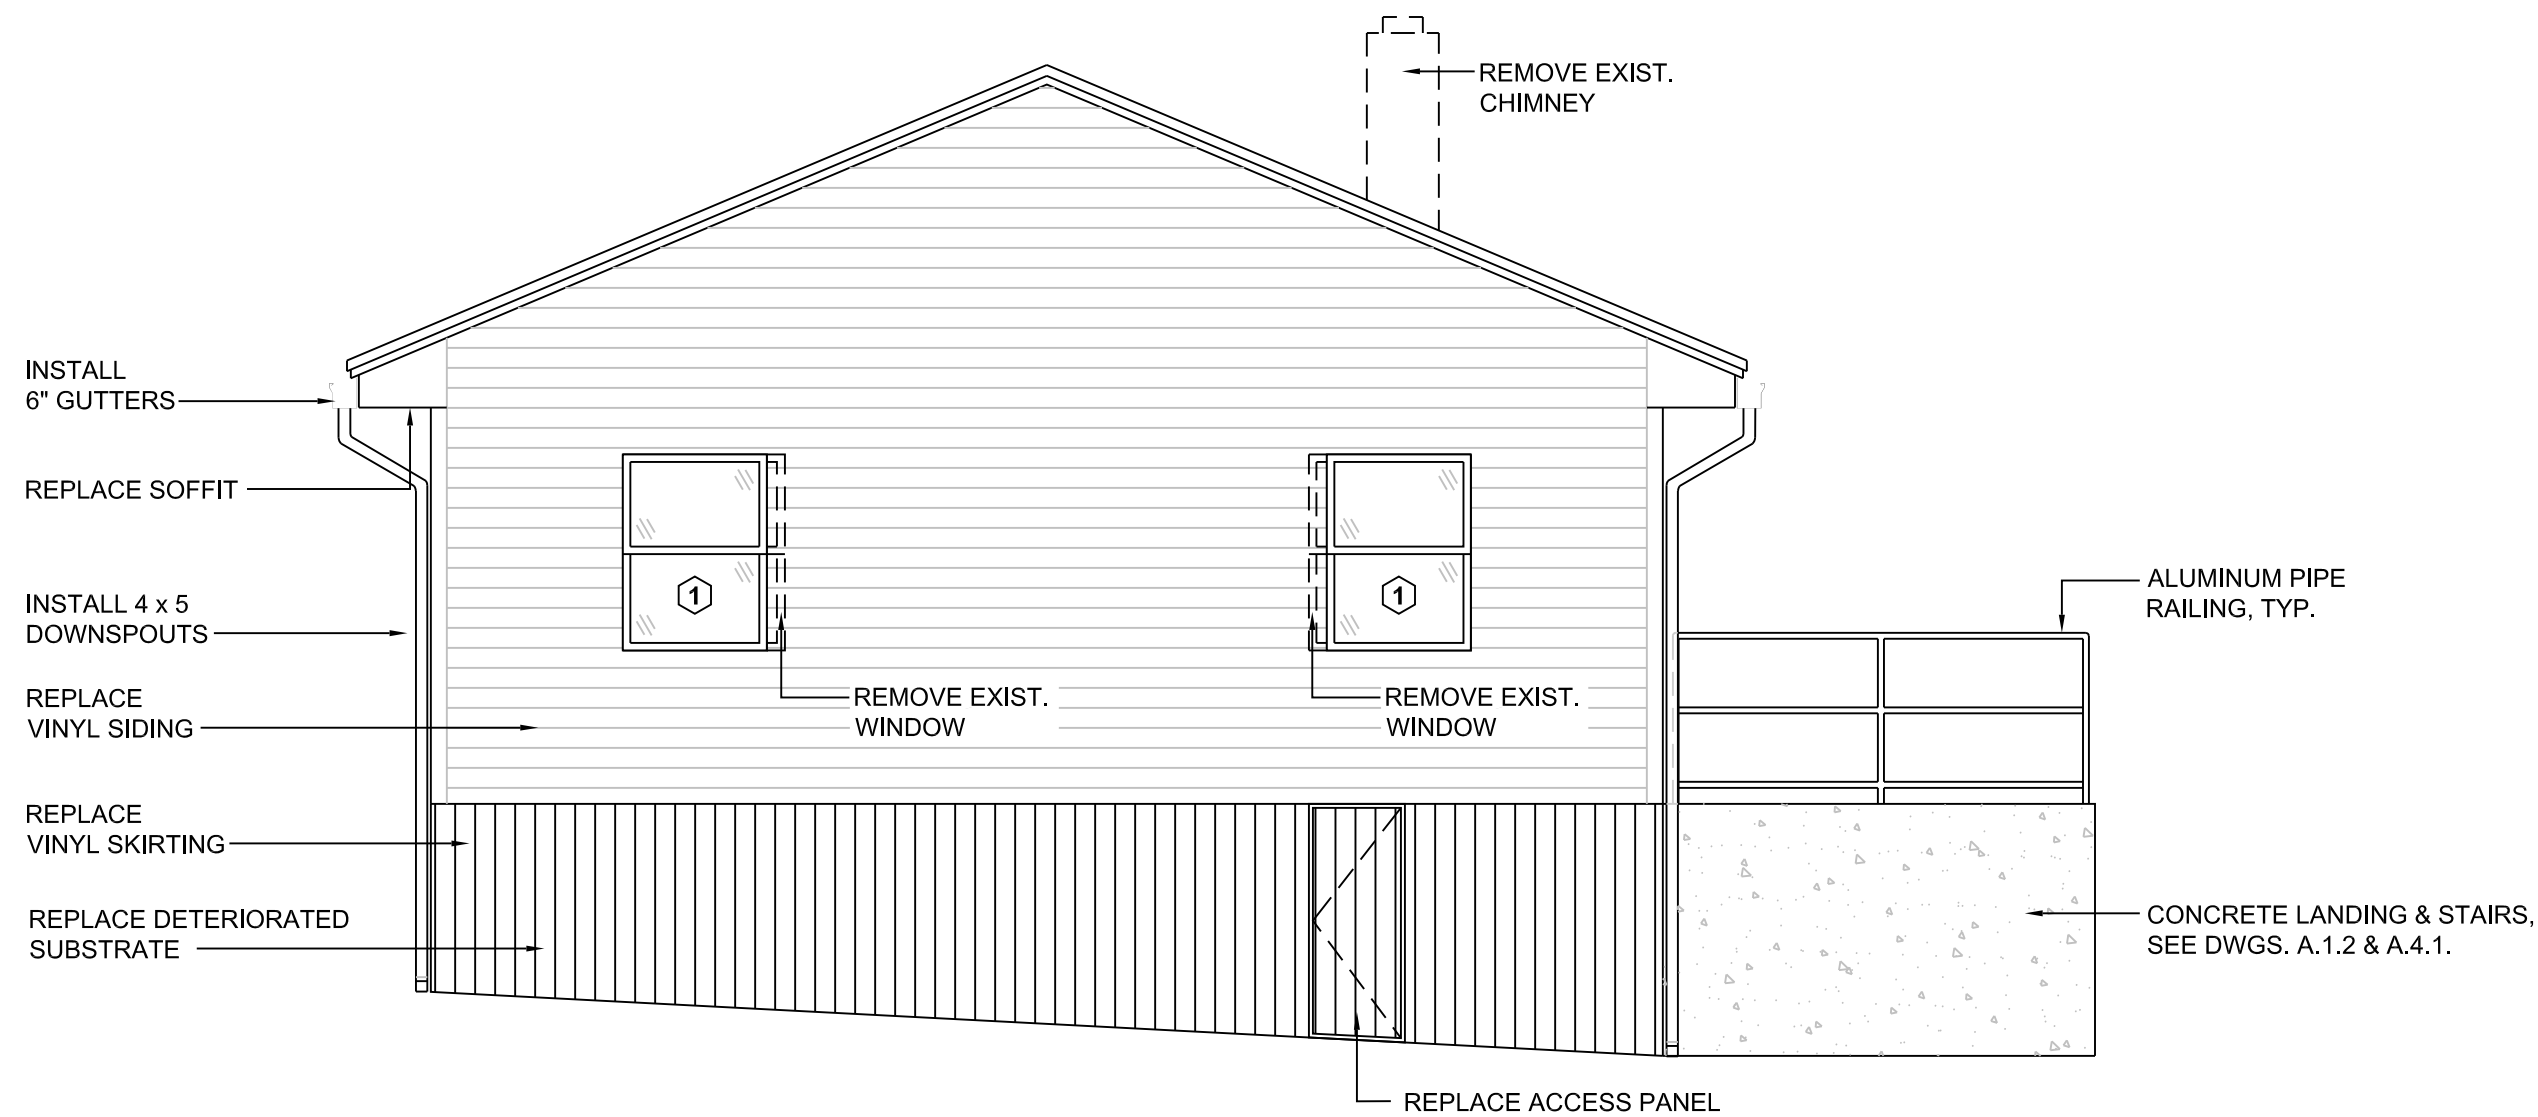 REMOVE EXIST.
CHIMNEY
INSTALL
6" GUTTERS
REPLACE SOFFIT
INSTALL 4 x 5
DOWNSPOUTS
REPLACE
VINYL SIDING
REPLACE
VINYL SKIRTING
REPLACE DETERIORATED
SUBSTRATE
1
1
REMOVE EXIST.
WINDOW
REMOVE EXIST.
WINDOW
ALUMINUM PIPE
RAILING, TYP.
CONCRETE LANDING & STAIRS,
SEE DWGS. A.1.2 & A.4.1.
REPLACE ACCESS PANEL